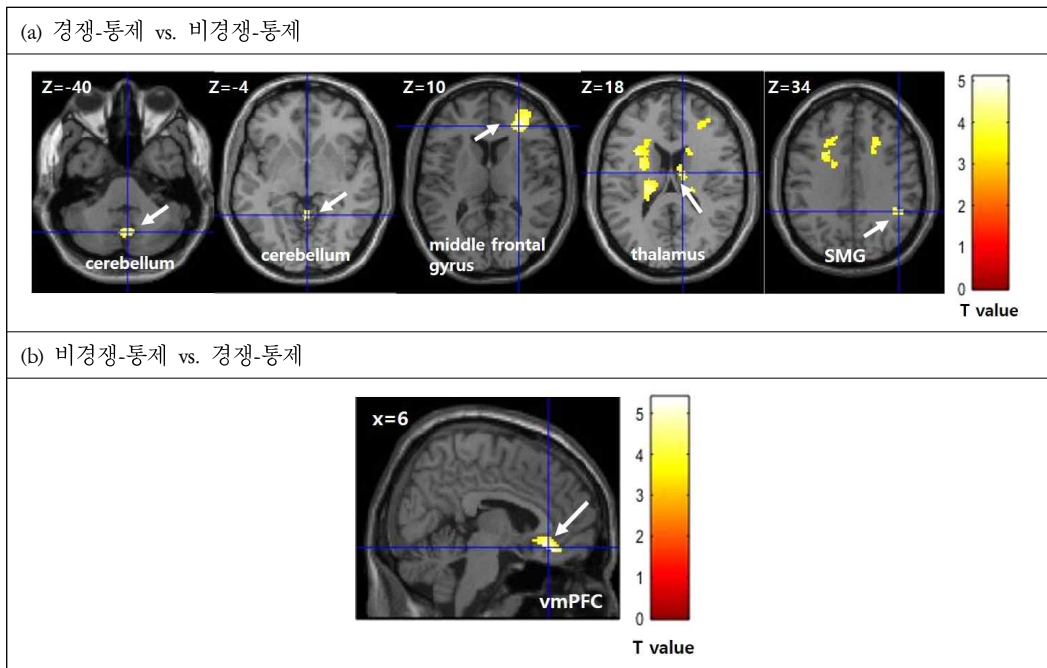 (a) 경쟁-통제 vs. 비경쟁-통제
Z=-40
Z=-4
Z=10
Z=18
Z=34
cerebellum
cerebellum
middle frontal
gyrus
thalamus
SMG
5
4
3
2
1
0
T value
(b) 비경쟁-통제 vs. 경쟁-통제
x=6
vmPFC
5
4
3
2
1
0
T value